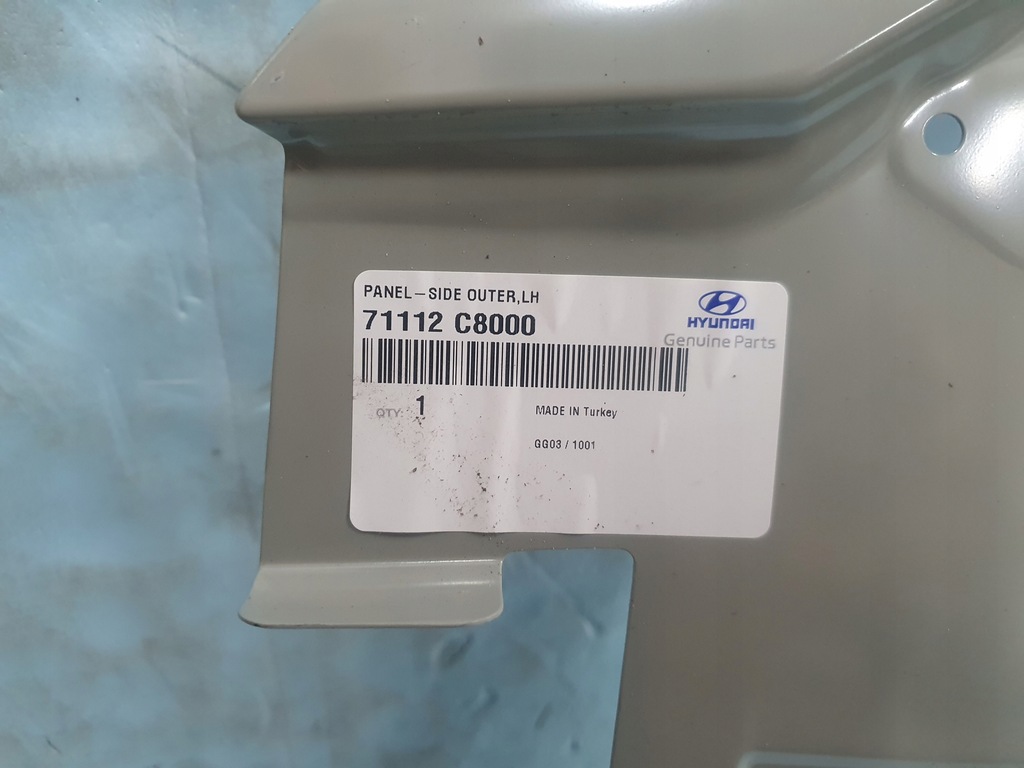 PANEL-SIDE OUTER,LH
71112 C8000
HYUNDAI
Genuine Parts
QTY: 1
MADE IN Turkey
GG03 / 1001